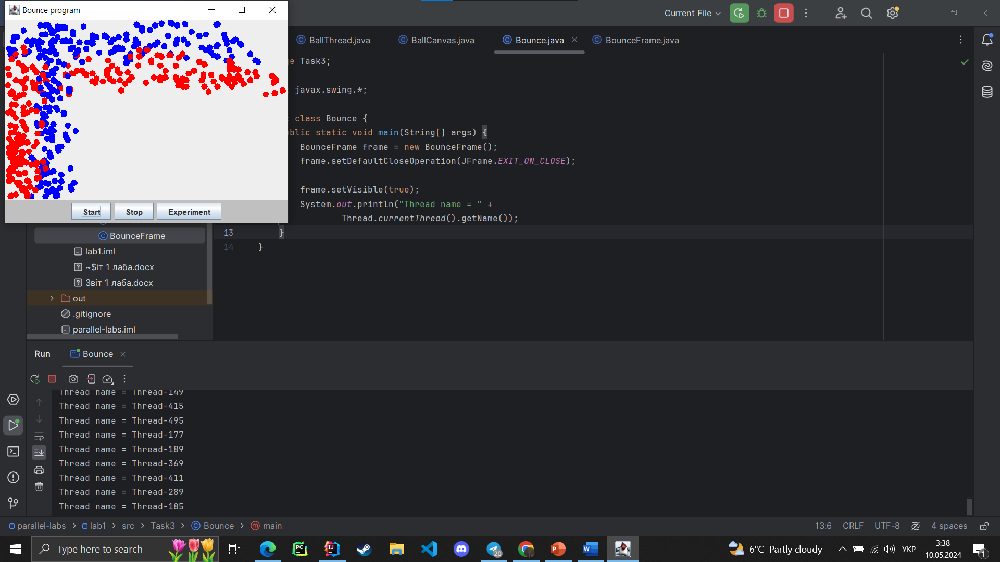 Bounce program
Current File
BallThread.java
BallCanvas.java
Bounce.java
BounceFrame.java
e Task3;
javax.swing.*;
class Bounce {
blic static void main(String[] args) {
BounceFrame frame = new BounceFrame();
frame.setDefaultCloseOperation(JFrame.EXIT_ON_CLOSE);
frame.setVisible(true);
System.out.println("Thread name = " +
Thread.currentThread().getName());
13 }
14 }
Start
Stop
Experiment
BounceFrame
lab1.iml
~$іт 1 лаба.docx
Звіт 1 лаба.docx
out
.gitignore
parallel-labs.iml
Run
Bounce
Thread name = Thread-149
Thread name = Thread-415
Thread name = Thread-495
Thread name = Thread-177
Thread name = Thread-189
Thread name = Thread-369
Thread name = Thread-411
Thread name = Thread-289
Thread name = Thread-185
parallel-labs > lab1 > src > Task3 > Bounce > main
13:6 CRLF UTF-8 4 spaces
Type here to search
20
6°C Partly cloudy
УКР
3:38
10.05.2024
1